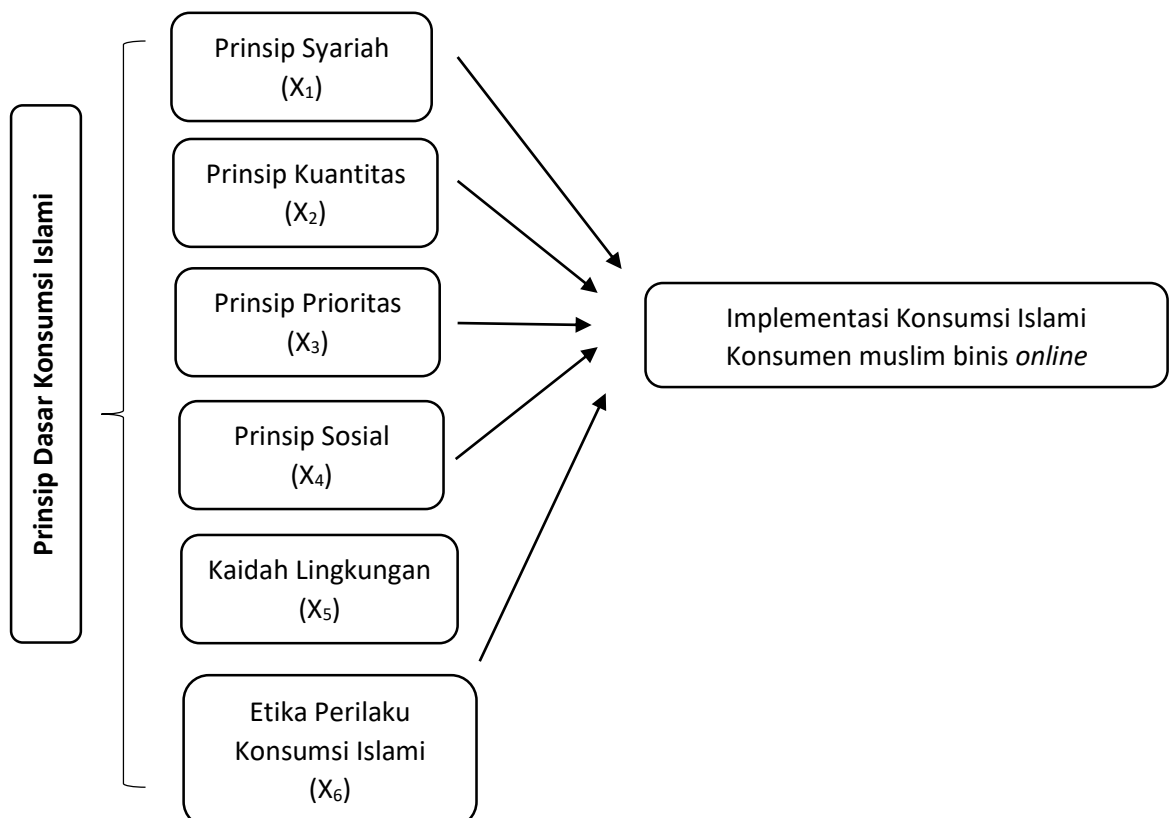 Prinsip Dasar Konsumsi Islami
Prinsip Syariah
(X₁)
Prinsip Kuantitas
(X₂)
Prinsip Prioritas
(X₃)
Prinsip Sosial
(X₄)
Kaidah Lingkungan
(X₅)
Etika Perilaku
Konsumsi Islami
(X₆)
Implementasi Konsumsi Islami
Konsumen muslim binis online